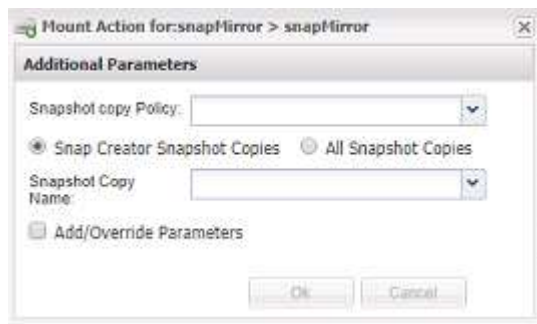 Mount Action for:snapMirror > snapMirror
Additional Parameters
Snapshot copy Policy:
Snap Creator Snapshot Copies All Snapshot Copies
Snapshot Copy
Name:
Add/Override Parameters
Ok Cancel